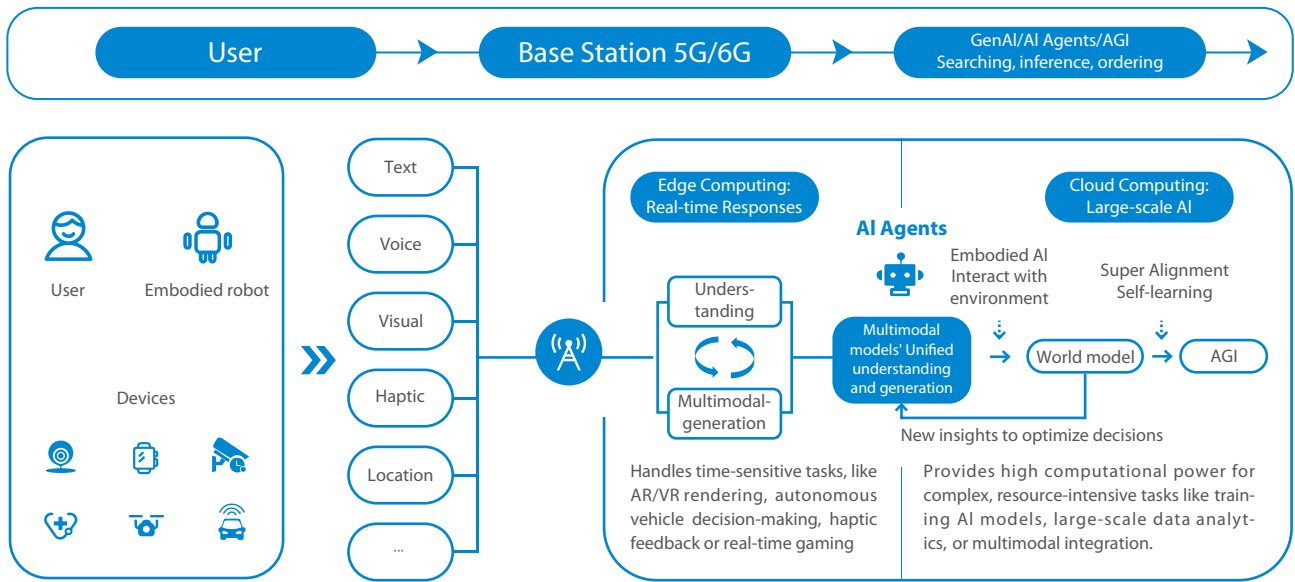 User
Base Station 5G/6G
GenAI/AI Agents/AGI
Searching, inference, ordering
User
Embodied robot
Devices
Text
Voice
Visual
Haptic
Location
...
Edge Computing:
Real-time Responses
Unders-
tanding
Multimodal-
generation
Handles time-sensitive tasks, like
AR/VR rendering, autonomous
vehicle decision-making, haptic
feedback or real-time gaming
AI Agents
Multimodal
models' Unified
understanding
and generation
Cloud Computing:
Large-scale AI
Embodied AI
Interact with
environment
Super Alignment
Self-learning
World model
AGI
New insights to optimize decisions
Provides high computational power for
complex, resource-intensive tasks like train-
ing AI models, large-scale data analyt-
ics, or multimodal integration.